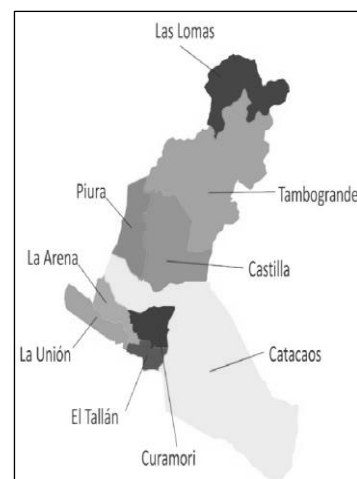 Las Lomas
Piura
Tambogrande
La Arena
Castilla
La Unión
Catacaos
El Tallán
Curamori